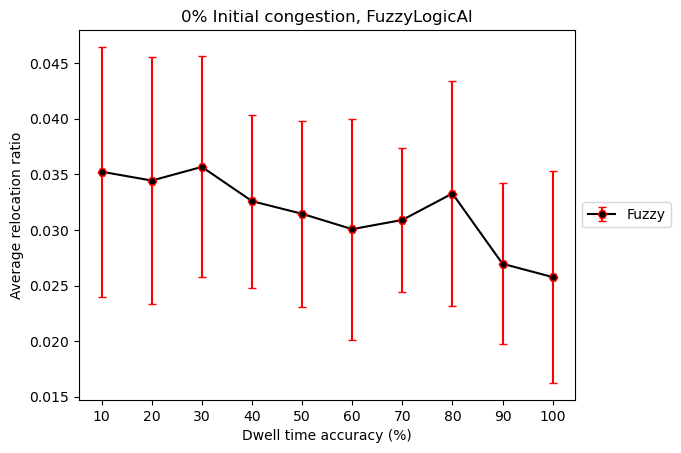 0% Initial congestion, FuzzyLogicAI
Average relocation ratio
0.045
0.040
0.035
0.030
0.025
0.020
0.015
10 20 30 40 50 60 70 80 90 100
Dwell time accuracy (%)
Fuzzy